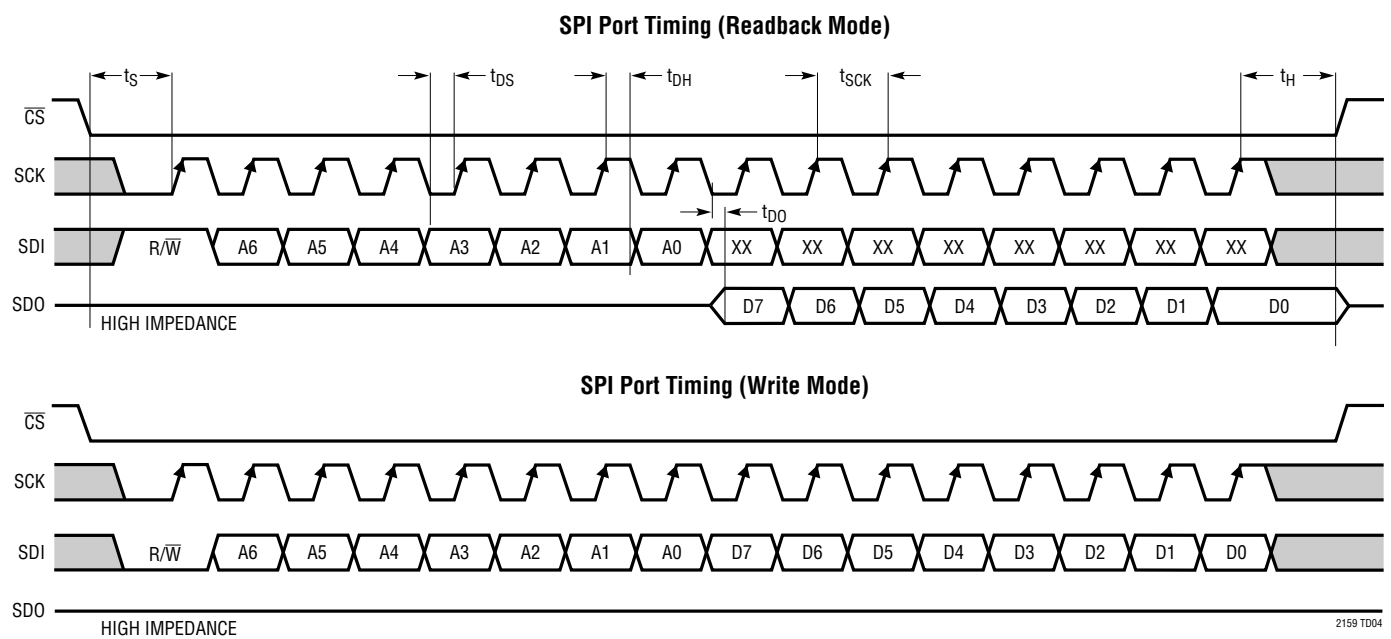 SPI Port Timing (Readback Mode)
tS tDS tDH tSCK tH
C̅S̅
SCK
tDO
SDI R/W̅ A6 A5 A4 A3 A2 A1 A0 XX XX XX XX XX XX XX XX
SDO D7 D6 D5 D4 D3 D2 D1 D0
HIGH IMPEDANCE
SPI Port Timing (Write Mode)
C̅S̅
SCK
SDI R/W̅ A6 A5 A4 A3 A2 A1 A0 D7 D6 D5 D4 D3 D2 D1 D0
SDO
HIGH IMPEDANCE
2159 TD04